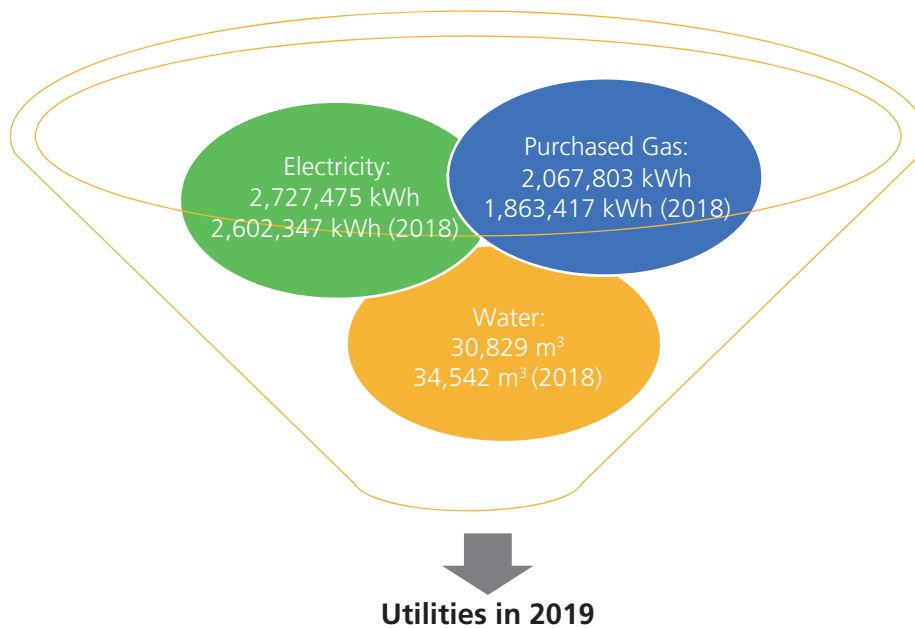 Electricity:
2,727,475 kWh
2,602,347 kWh (2018)
Purchased Gas:
2,067,803 kWh
1,863,417 kWh (2018)
Water:
30,829 m³
34,542 m³ (2018)
Utilities in 2019